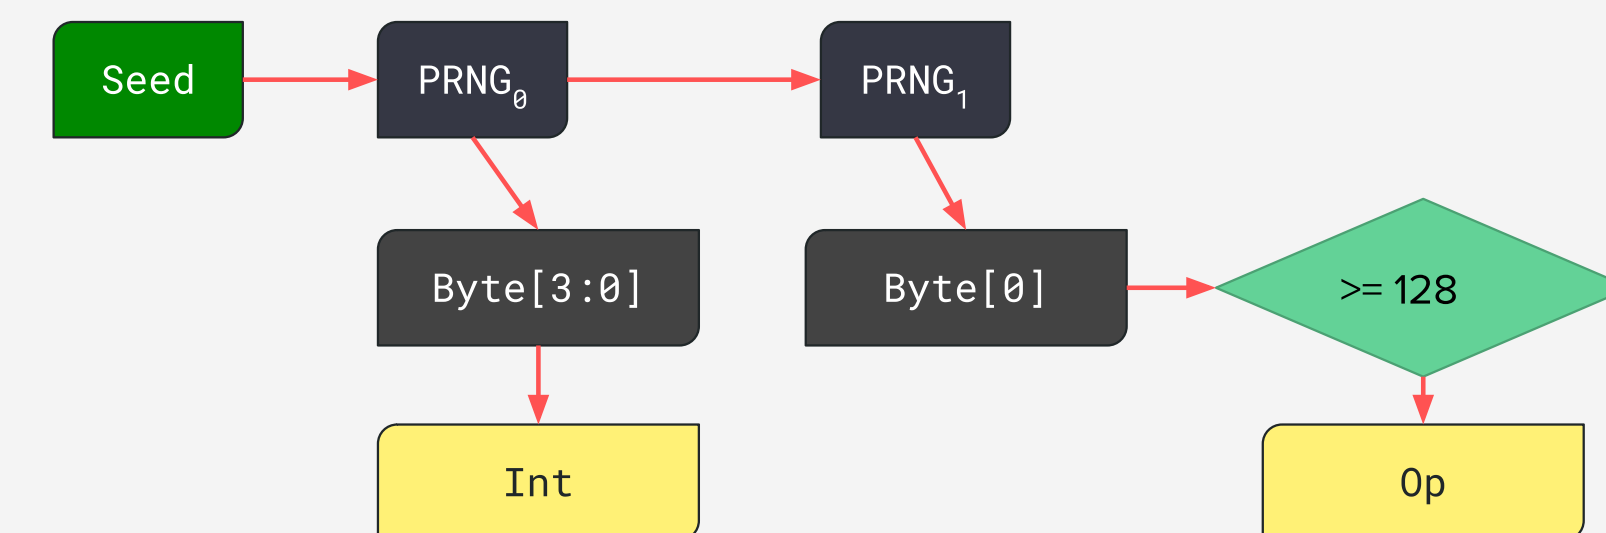 Seed
PRNG0
PRNG1
Byte[3:0]
Byte[0]
>= 128
Int
Op